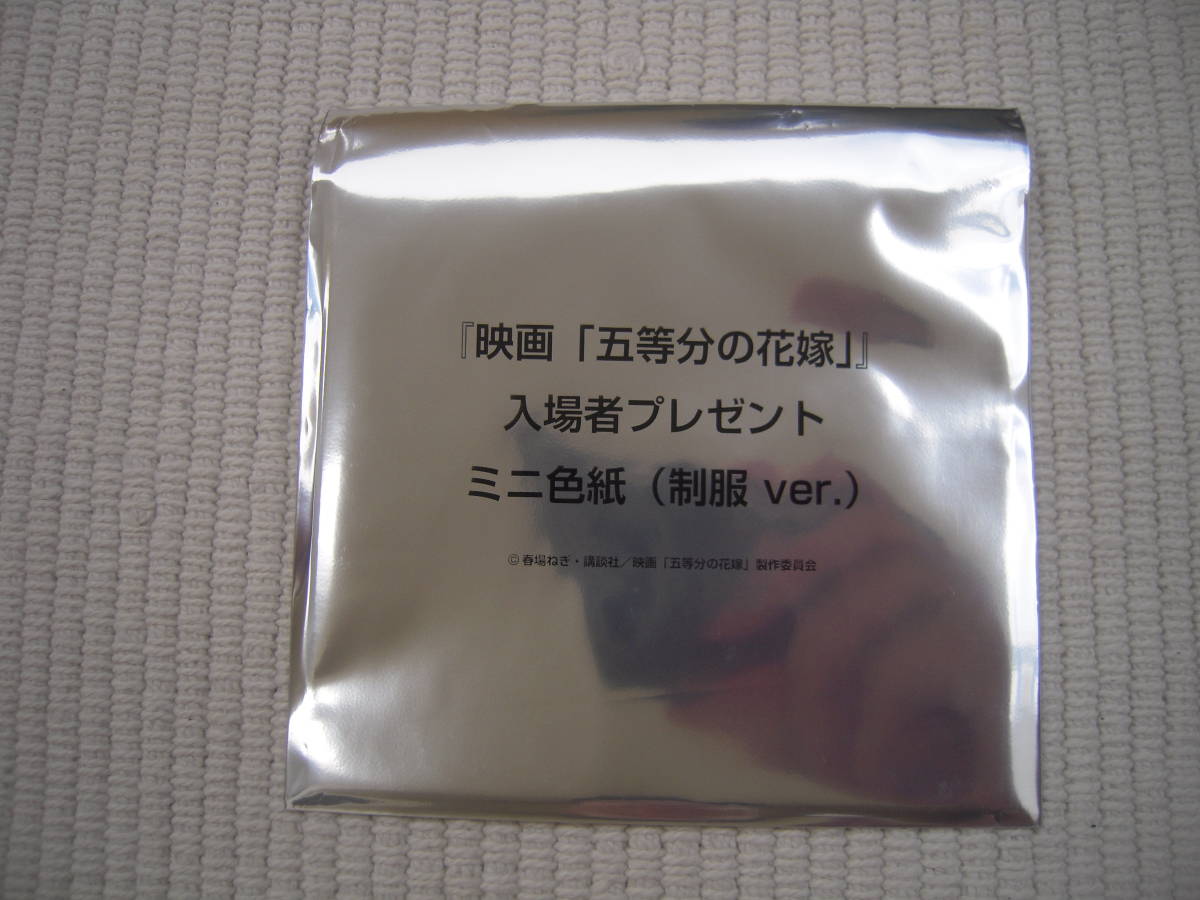 『映画「五等分の花嫁」』
入場者プレゼント
ミニ色紙（制服 ver.）
© 春場ねぎ・講談社／映画「五等分の花嫁」製作委員会